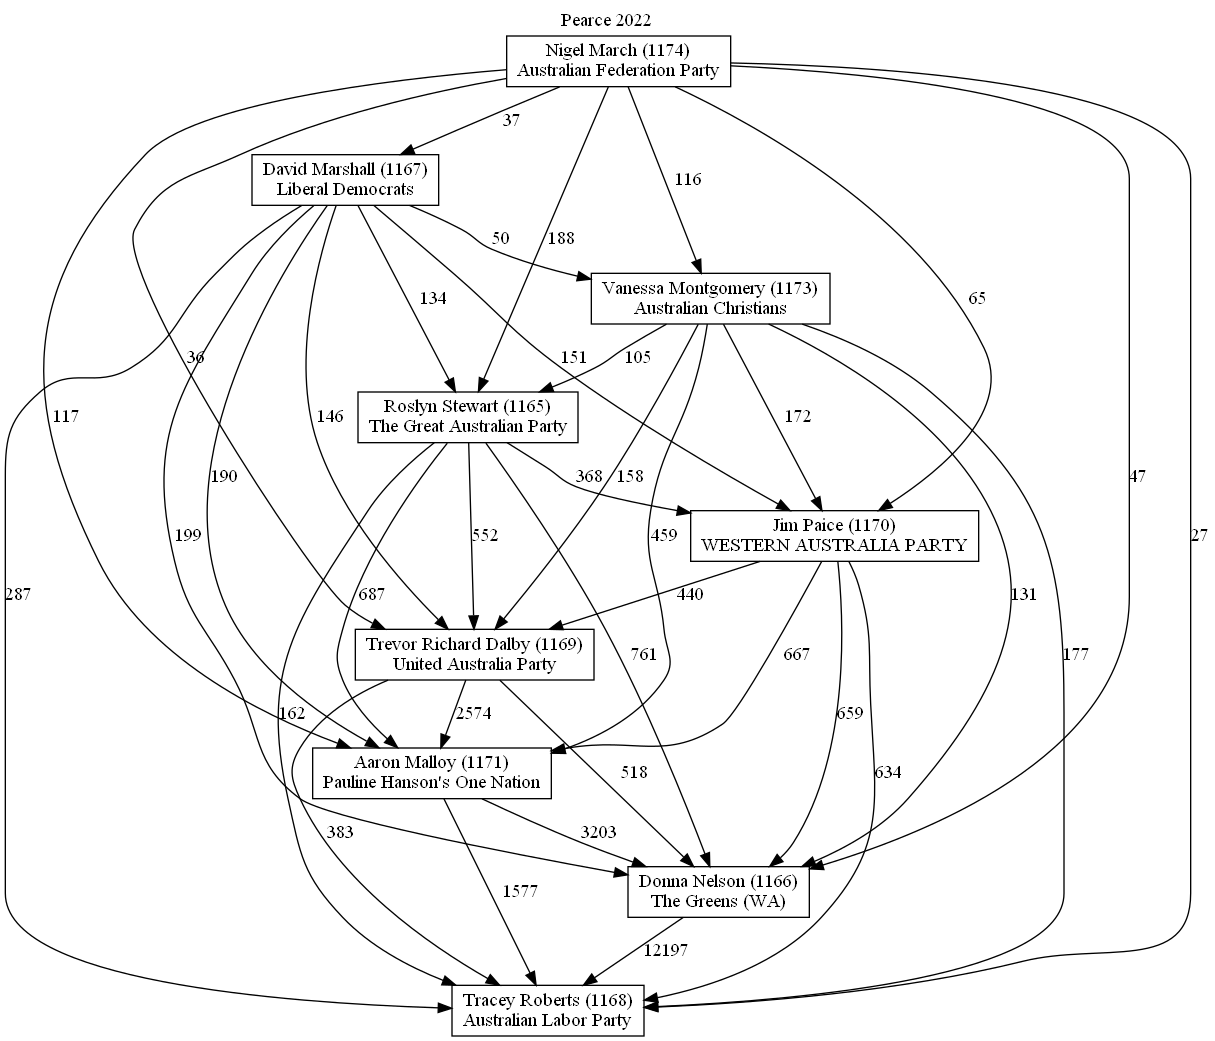 Pearce 2022
Nigel March (1174)
Australian Federation Party
37
David Marshall (1167)
Liberal Democrats
116
50
188
Vanessa Montgomery (1173)
Australian Christians
134
65
36
151
105
Roslyn Stewart (1165)
The Great Australian Party
117
146
172
190
368
158
47
Jim Paice (1170)
WESTERN AUSTRALIA PARTY
199
552
459
27
287
687
440
131
Trevor Richard Dalby (1169)
United Australia Party
761
667
177
162
2574
659
Aaron Malloy (1171)
Pauline Hanson's One Nation
518
634
383
3203
Donna Nelson (1166)
The Greens (WA)
1577
12197
Tracey Roberts (1168)
Australian Labor Party